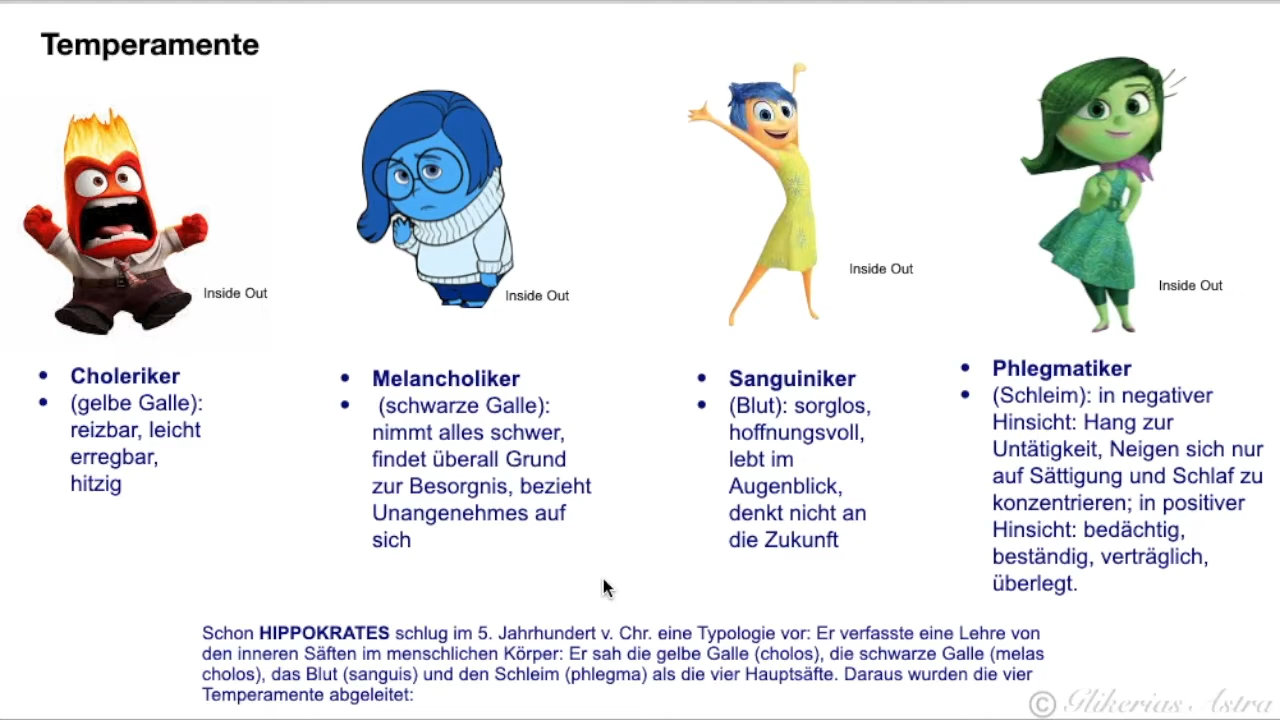 Temperamente
Inside Out
Inside Out
Inside Out
Inside Out
• Choleriker
• (gelbe Galle):
reizbar, leicht
erregbar,
hitzig
• Melancholiker
• (schwarze Galle):
nimmt alles schwer,
findet überall Grund
zur Besorgnis, bezieht
Unangenehmes auf
sich
• Sanguiniker
• (Blut): sorglos,
hoffnungsvoll,
lebt im
Augenblick,
denkt nicht an
die Zukunft
• Phlegmatiker
• (Schleim): in negativer
Hinsicht: Hang zur
Untätigkeit, Neigen sich nur
auf Sättigung und Schlaf zu
konzentrieren; in positiver
Hinsicht: bedächtig,
beständig, verträglich,
überlegt.
Schon HIPPOKRATES schlug im 5. Jahrhundert v. Chr. eine Typologie vor: Er verfasste eine Lehre von
den inneren Säften im menschlichen Körper: Er sah die gelbe Galle (cholos), die schwarze Galle (melas
cholos), das Blut (sanguis) und den Schleim (phlegma) als die vier Hauptsäfte. Daraus wurden die vier
Temperamente abgeleitet:
© Glikerias Astra